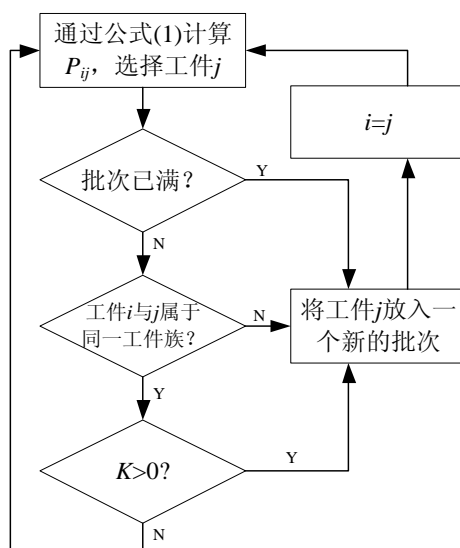 通过公式(1)计算
Pij，选择工件j
i=j
批次已满？
Y
N
工件i与j属于
同一工件族？
N
将工件j放入一
个新的批次
Y
K>0?
Y
N